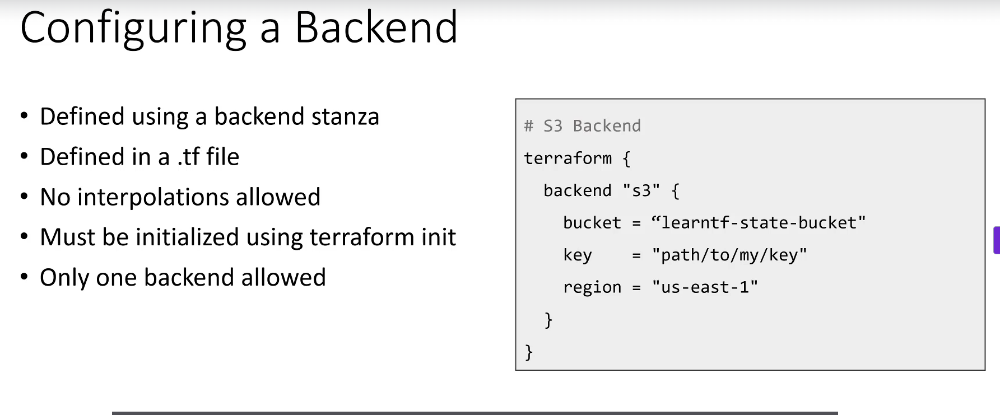 Configuring a Backend
• Defined using a backend stanza
• Defined in a .tf file
• No interpolations allowed
• Must be initialized using terraform init
• Only one backend allowed
# S3 Backend
terraform {
  backend "s3" {
    bucket = “learntf-state-bucket"
    key    = "path/to/my/key"
    region = "us-east-1"
  }
}